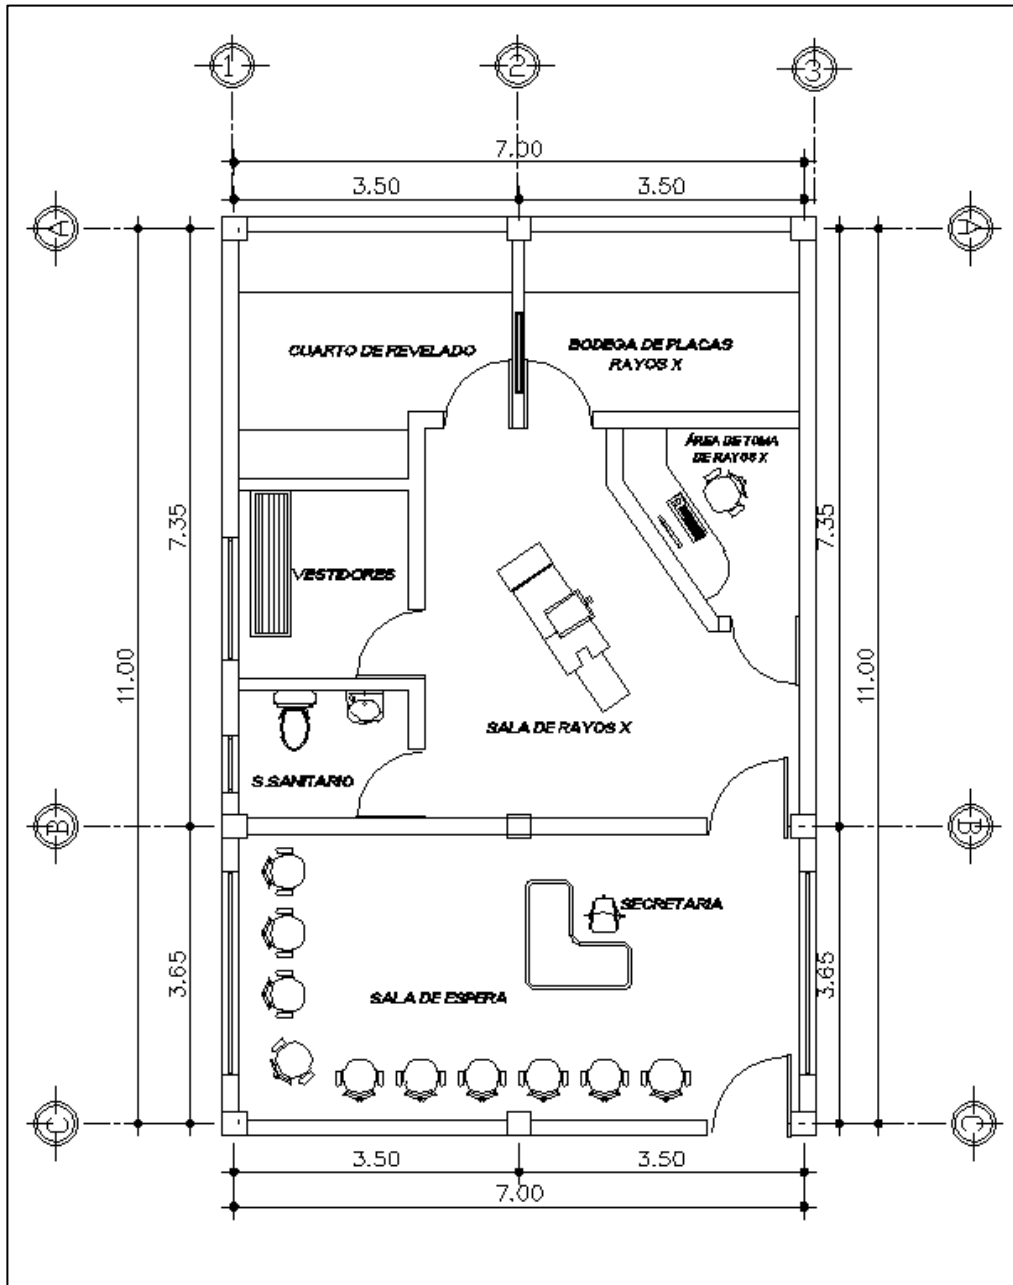 1 2 3
7.00
3.50 3.50
A A
CUARTO DE REVELADO
BODEGA DE PLACAS
RAYOS X
ÁREA DE TOMA
DE RAYOS X
7.35 7.35
VESTIDORES
11.00 11.00
SALA DE RAYOS X
S.SANITARIO
B B
SECRETARIA
3.65 3.65
SALA DE ESPERA
C C
3.50 3.50
7.00